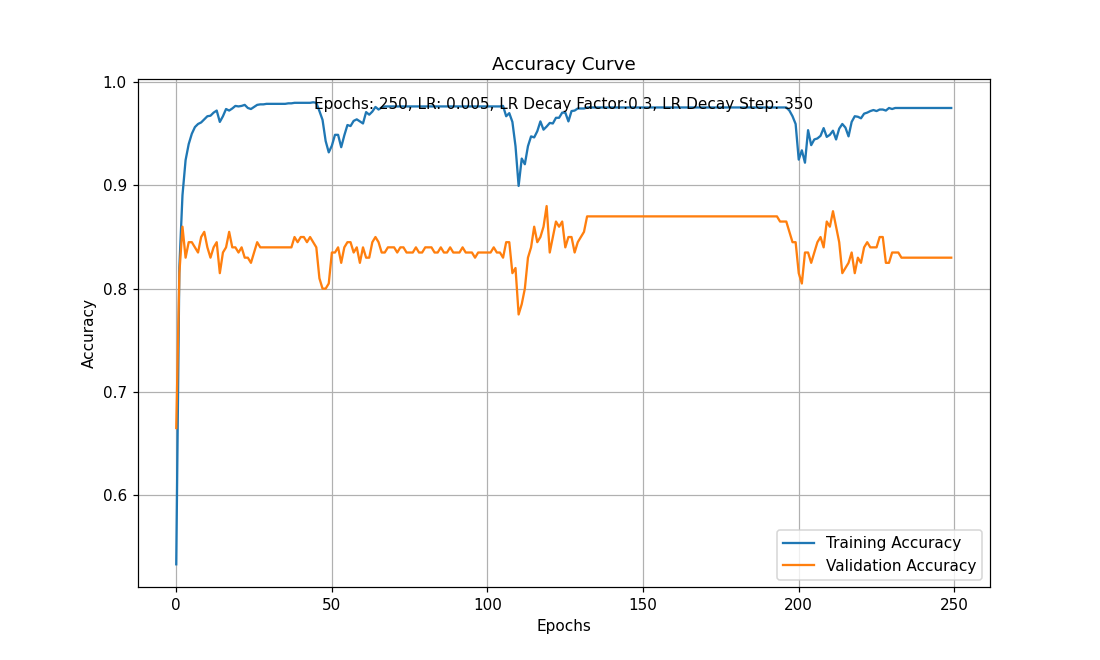 Accuracy Curve
Epochs: 250, LR: 0.005, LR Decay Factor:0.3, LR Decay Step: 350
1.0
0.9
0.8
0.7
0.6
Accuracy
0 50 100 150 200 250
Epochs
Training Accuracy
Validation Accuracy